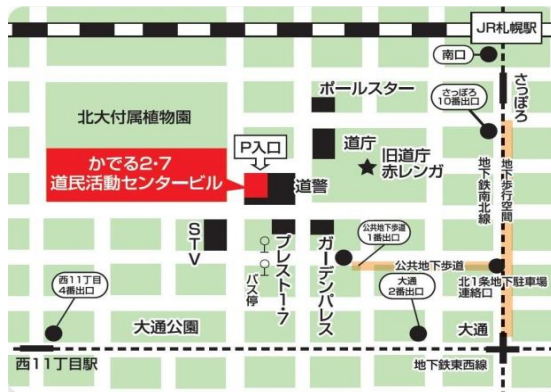 JR札幌駅
南口
さっぽろ
ポールスター
さっぽろ
10番出口
北大付属植物園
P入口
道庁
旧道庁
赤レンガ
かでる2・7
道民活動センタービル
道警
地下鉄南北線
地下歩行空間
STV
バス停
プレスト1・7
ガーデンパレス
公共地下歩道
1番出口
公共地下歩道
北1条地下駐車場
連絡口
西11丁目
4番出口
大通公園
大通
2番出口
大通
西11丁目駅
地下鉄東西線